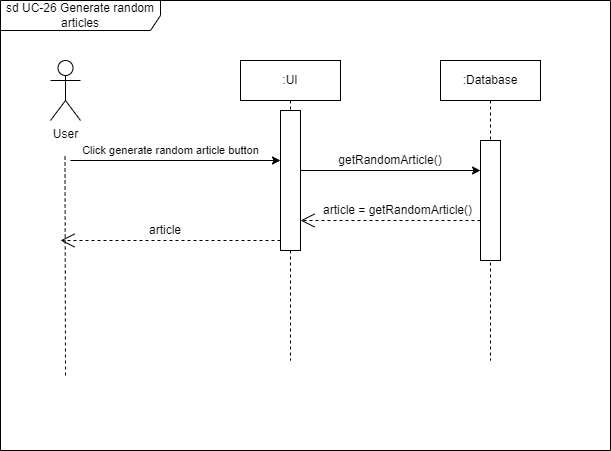 sd UC-26 Generate random
articles
:UI
:Database
User
Click generate random article button
getRandomArticle()
article = getRandomArticle()
article